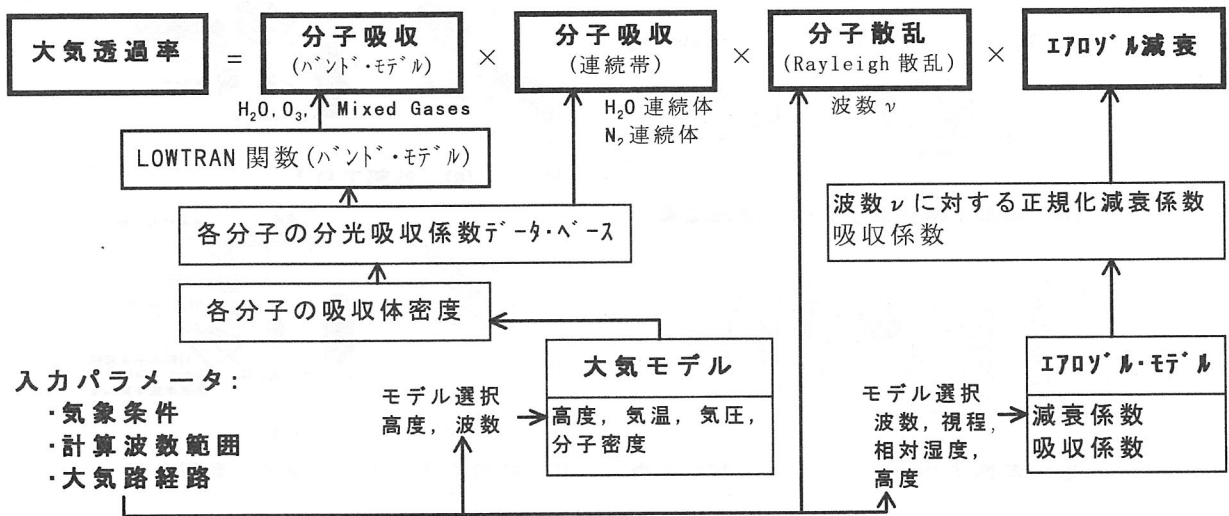 大気透過率
=
分子吸収
(ﾊﾞﾝﾄﾞ･ﾓﾃﾞﾙ)
×
分子吸収
(連続帯)
×
分子散乱
(Rayleigh 散乱)
×
ｴｱﾛｿﾞﾙ減衰
H₂O, O₃, Mixed Gases
H₂O 連続体
N₂連続体
波数 ν
LOWTRAN 関数 (ﾊﾞﾝﾄﾞ･ﾓﾃﾞﾙ)
各分子の分光吸収係数ﾃﾞｰﾀ･ﾍﾞｰｽ
波数νに対する正規化減衰係数
吸収係数
各分子の吸収体密度
入力パラメータ:
・気象条件
・計算波数範囲
・大気路経路
モデル選択
高度, 波数
大気モデル
高度, 気温, 気圧,
分子密度
モデル選択
波数, 視程,
相対湿度,
高度
ｴｱﾛｿﾞﾙ･ﾓﾃﾞﾙ
減衰係数
吸収係数